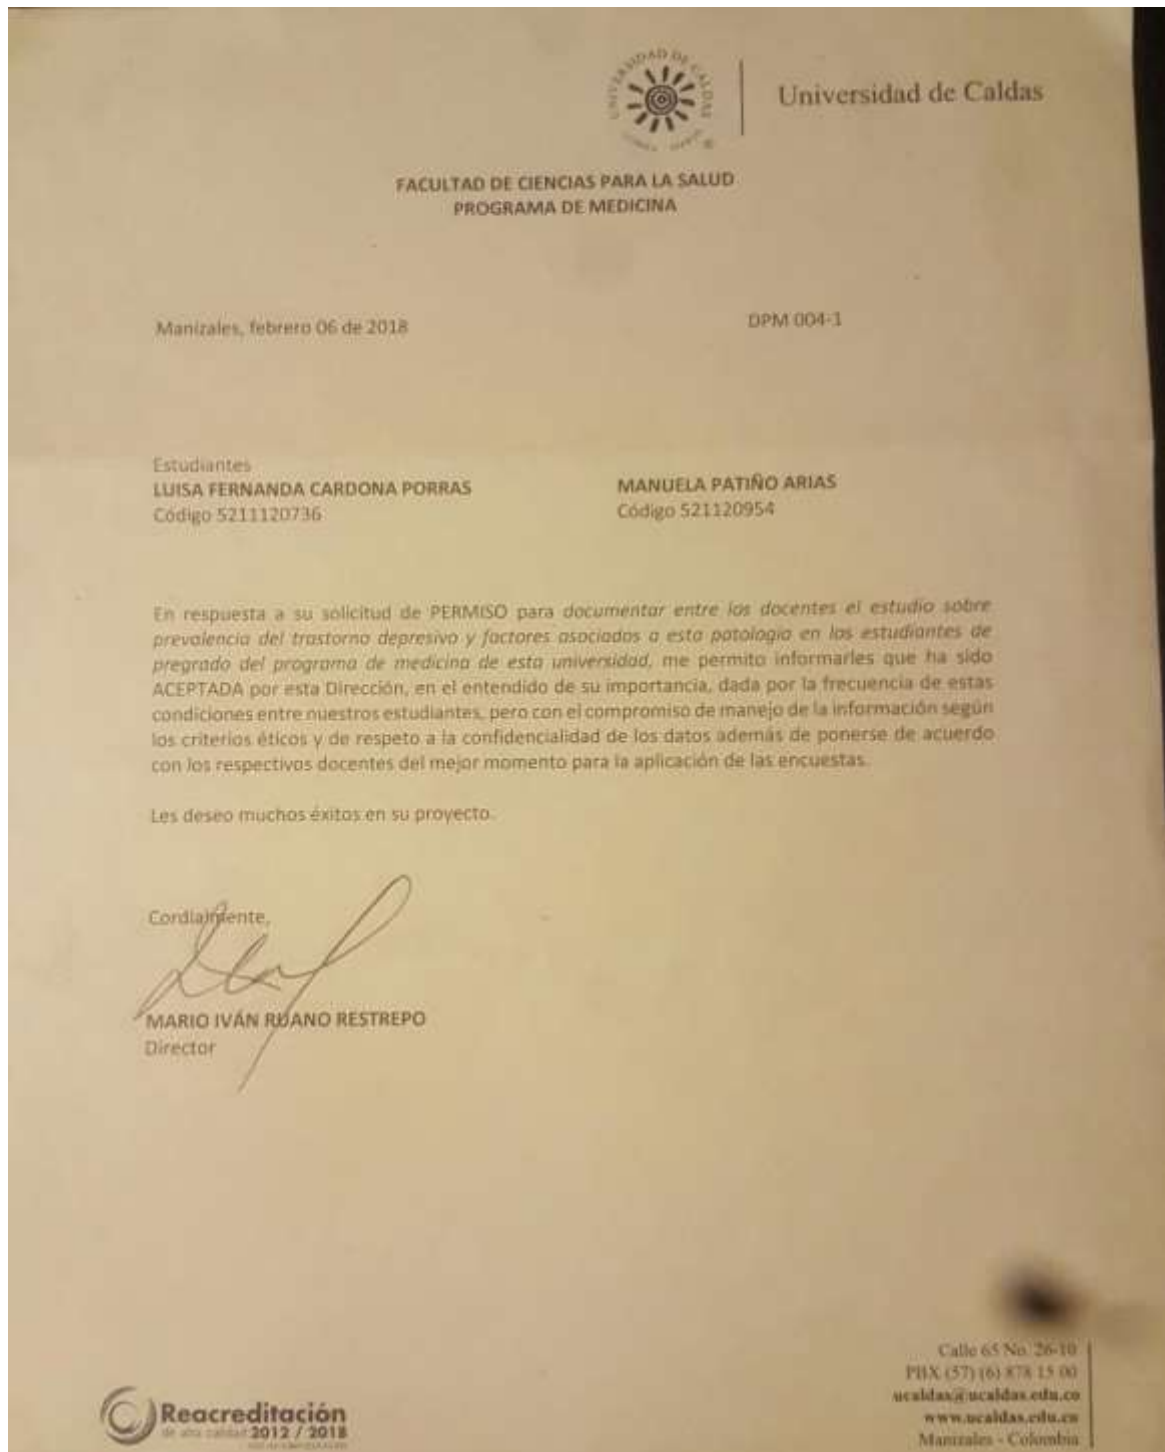 UNIVERSIDAD DE CALDAS
Universidad de Caldas
FACULTAD DE CIENCIAS PARA LA SALUD
PROGRAMA DE MEDICINA
Manizales, febrero 06 de 2018
DPM 004-1
Estudiantes
LUISA FERNANDA CARDONA PORRAS
Código 5211120736
MANUELA PATIÑO ARIAS
Código 521120954
En respuesta a su solicitud de PERMISO para documentar entre los docentes el estudio sobre
prevalencia del trastorno depresivo y factores asociados a esta patologia en los estudiantes de
pregrado del programa de medicina de esta universidad, me permito informarles que ha sido
ACEPTADA por esta Dirección, en el entendido de su importancia, dada por la frecuencia de estas
condiciones entre nuestros estudiantes, pero con el compromiso de manejo de la información según
los criterios éticos y de respeto a la confidencialidad de los datos además de ponerse de acuerdo
con los respectivos docentes del mejor momento para la aplicación de las encuestas.
Les deseo muchos éxitos en su proyecto.
Cordialmente,
MARIO IVÁN RUANO RESTREPO
Director
Reacreditación
de alta calidad 2012 / 2018
Calle 65 No. 26-10
PBX (57) (6) 878 15 00
ucaldas@ucaldas.edu.co
www.ucaldas.edu.co
Manizales - Colombia